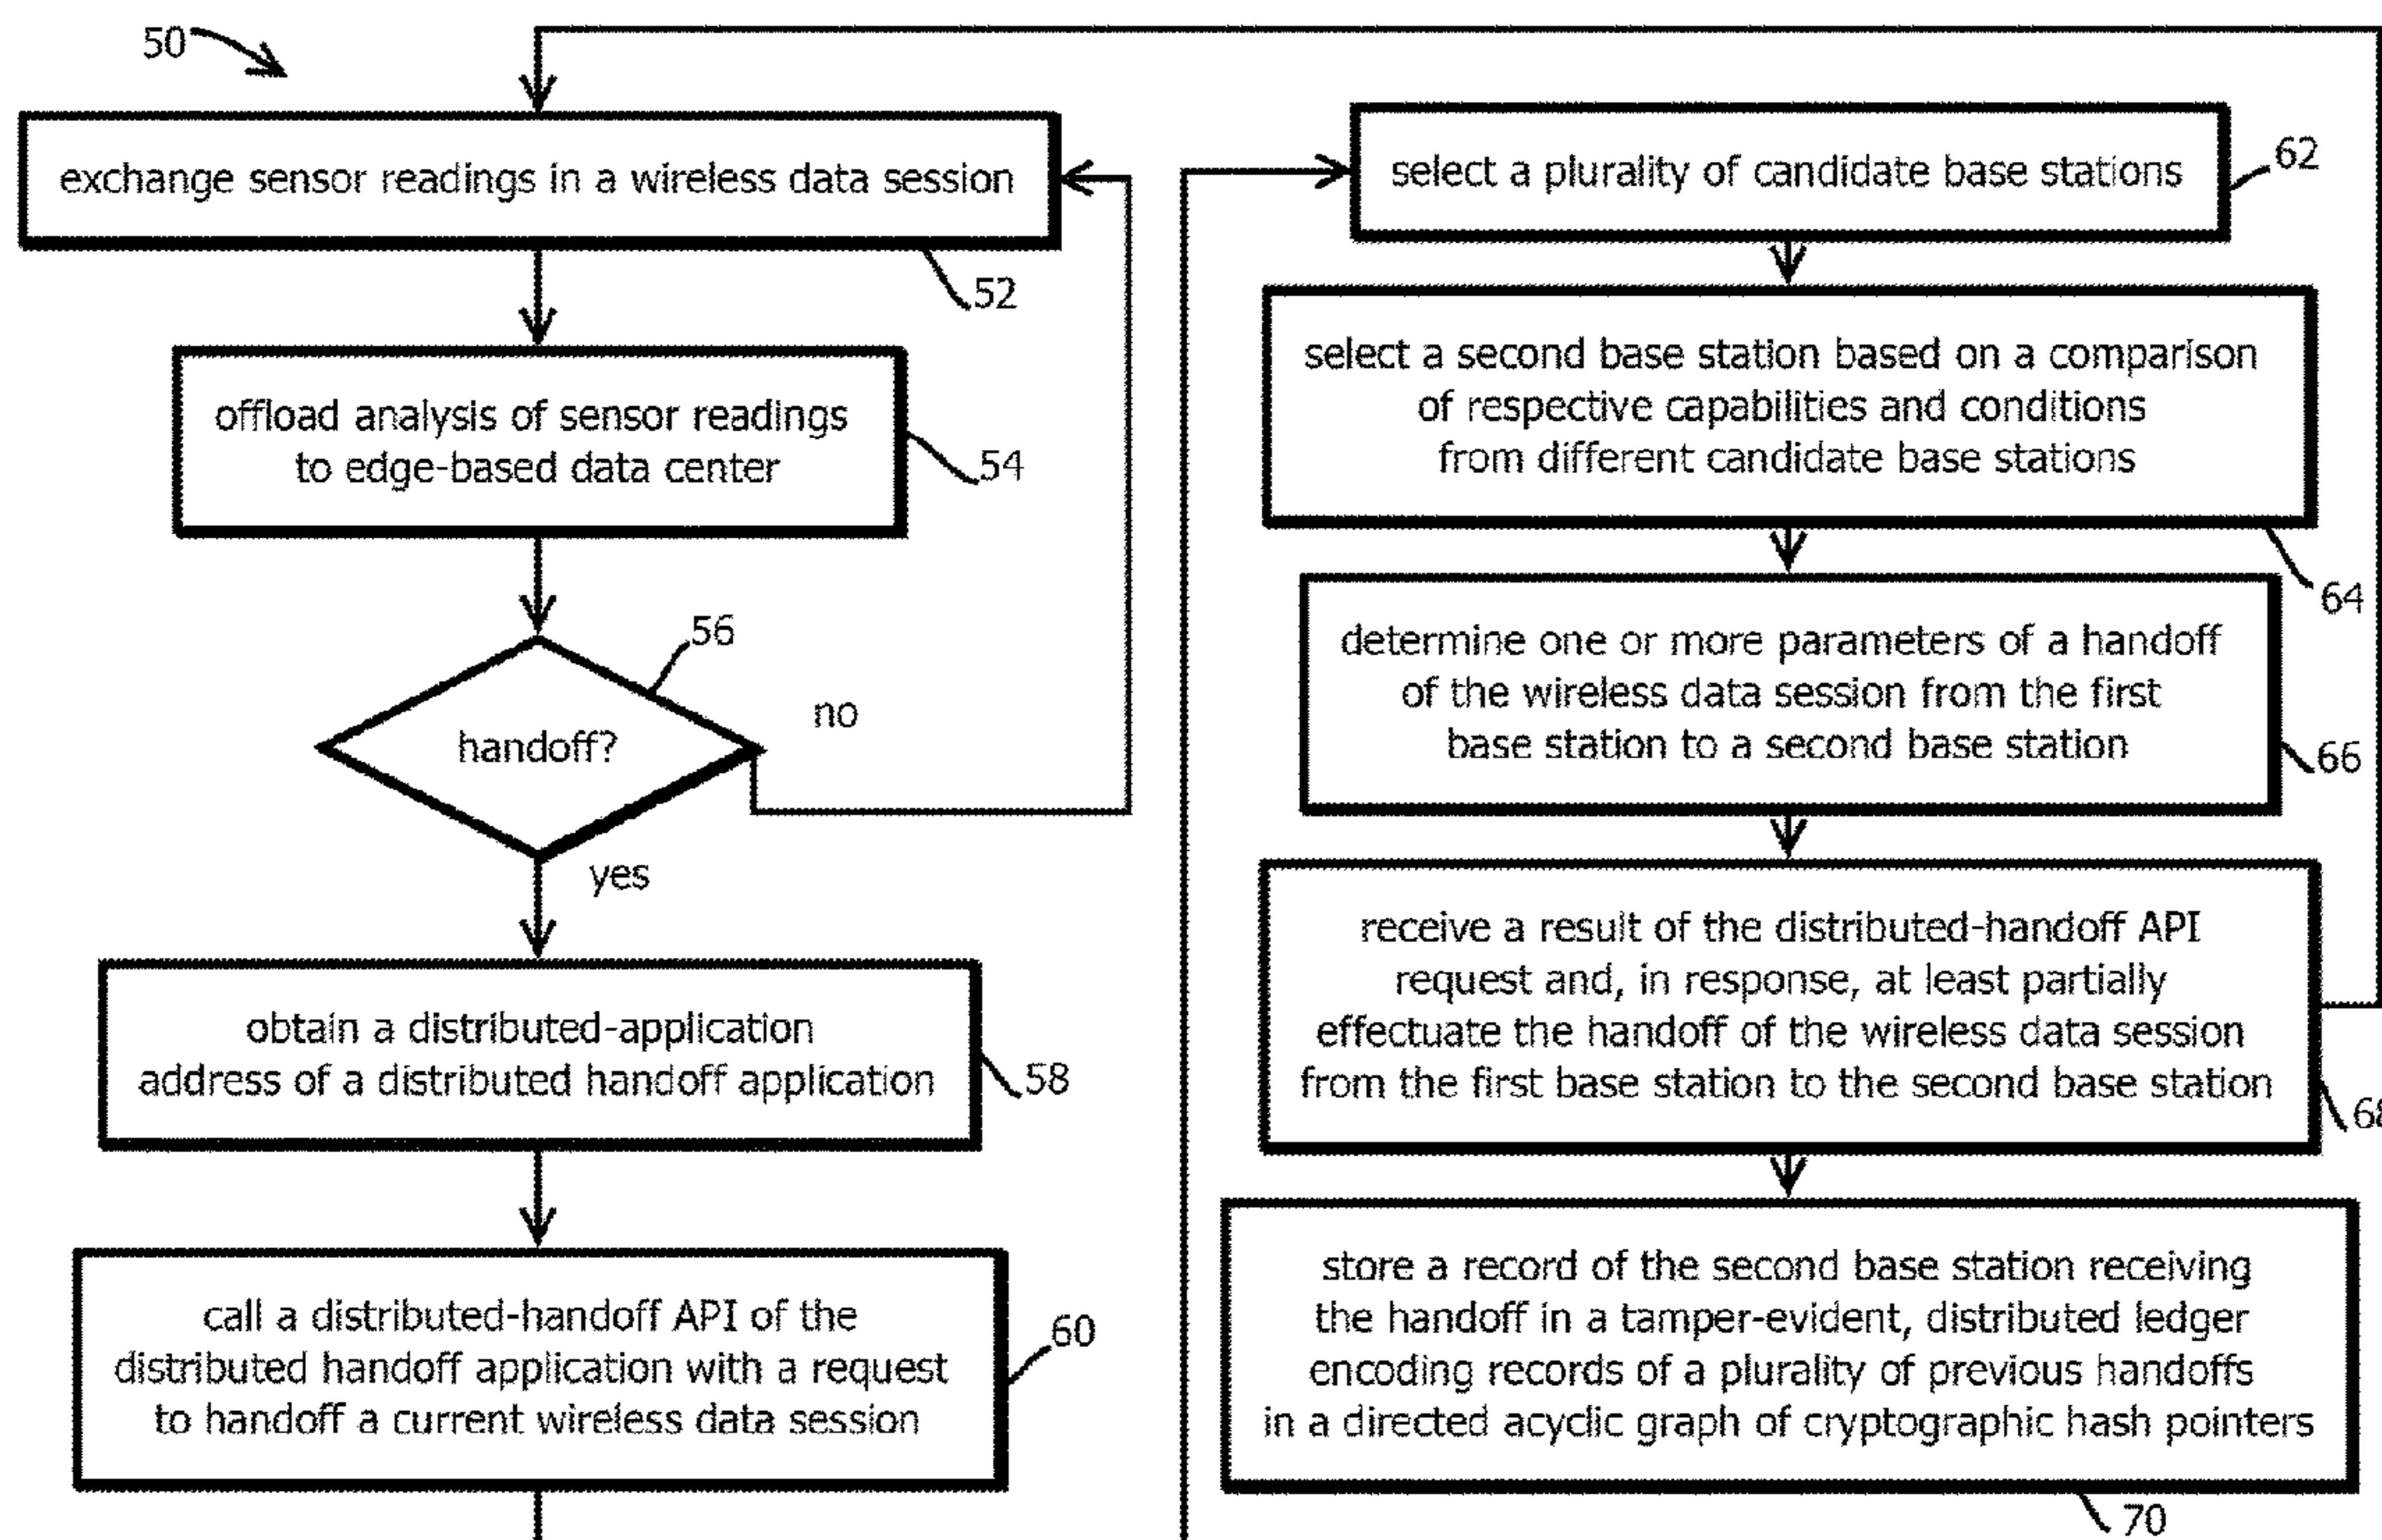 50
exchange sensor readings in a wireless data session
52
offload analysis of sensor readings
to edge-based data center
54
56
handoff?
no
yes
obtain a distributed-application
address of a distributed handoff application
58
call a distributed-handoff API of the
distributed handoff application with a request
to handoff a current wireless data session
60
select a plurality of candidate base stations
62
select a second base station based on a comparison
of respective capabilities and conditions
from different candidate base stations
64
determine one or more parameters of a handoff
of the wireless data session from the first
base station to a second base station
66
receive a result of the distributed-handoff API
request and, in response, at least partially
effectuate the handoff of the wireless data session
from the first base station to the second base station
68
store a record of the second base station receiving
the handoff in a tamper-evident, distributed ledger
encoding records of a plurality of previous handoffs
in a directed acyclic graph of cryptographic hash pointers
70